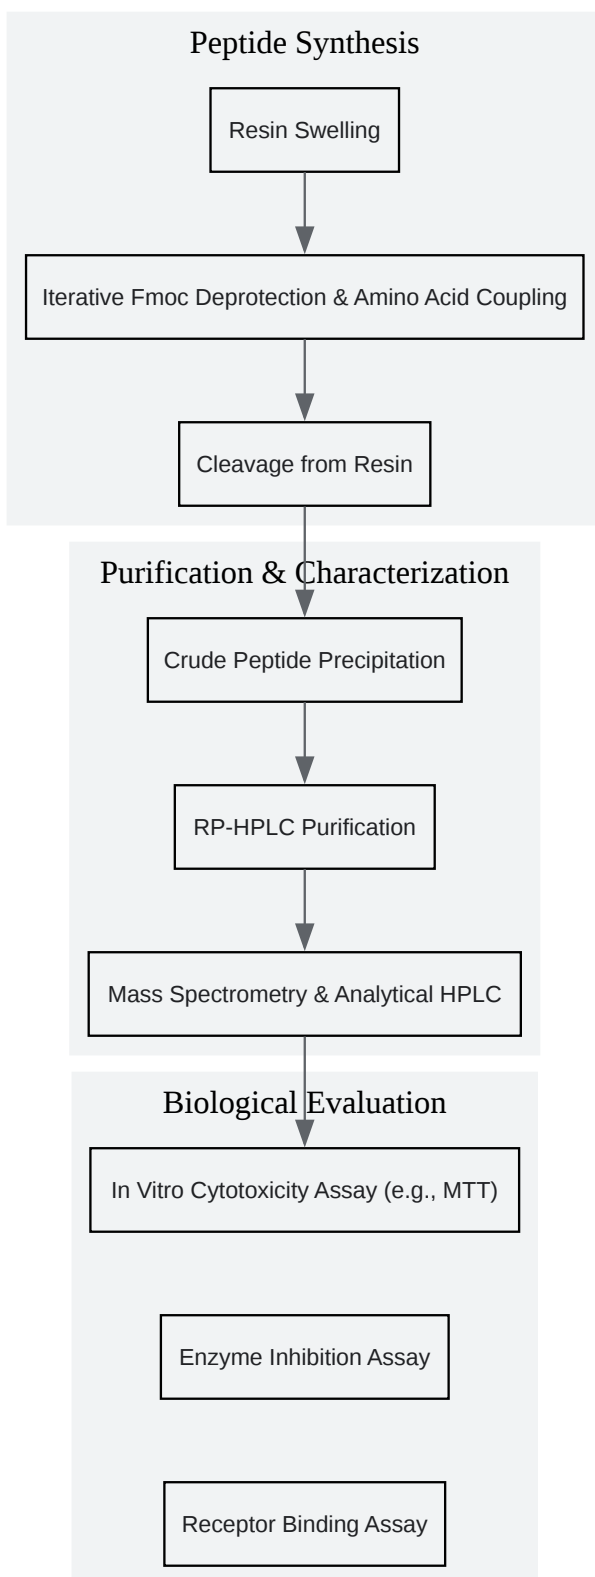 Peptide Synthesis
Resin Swelling
Iterative Fmoc Deprotection & Amino Acid Coupling
Cleavage from Resin
Purification & Characterization
Crude Peptide Precipitation
RP-HPLC Purification
Mass Spectrometry & Analytical HPLC
Biological Evaluation
In Vitro Cytotoxicity Assay (e.g., MTT)
Enzyme Inhibition Assay
Receptor Binding Assay